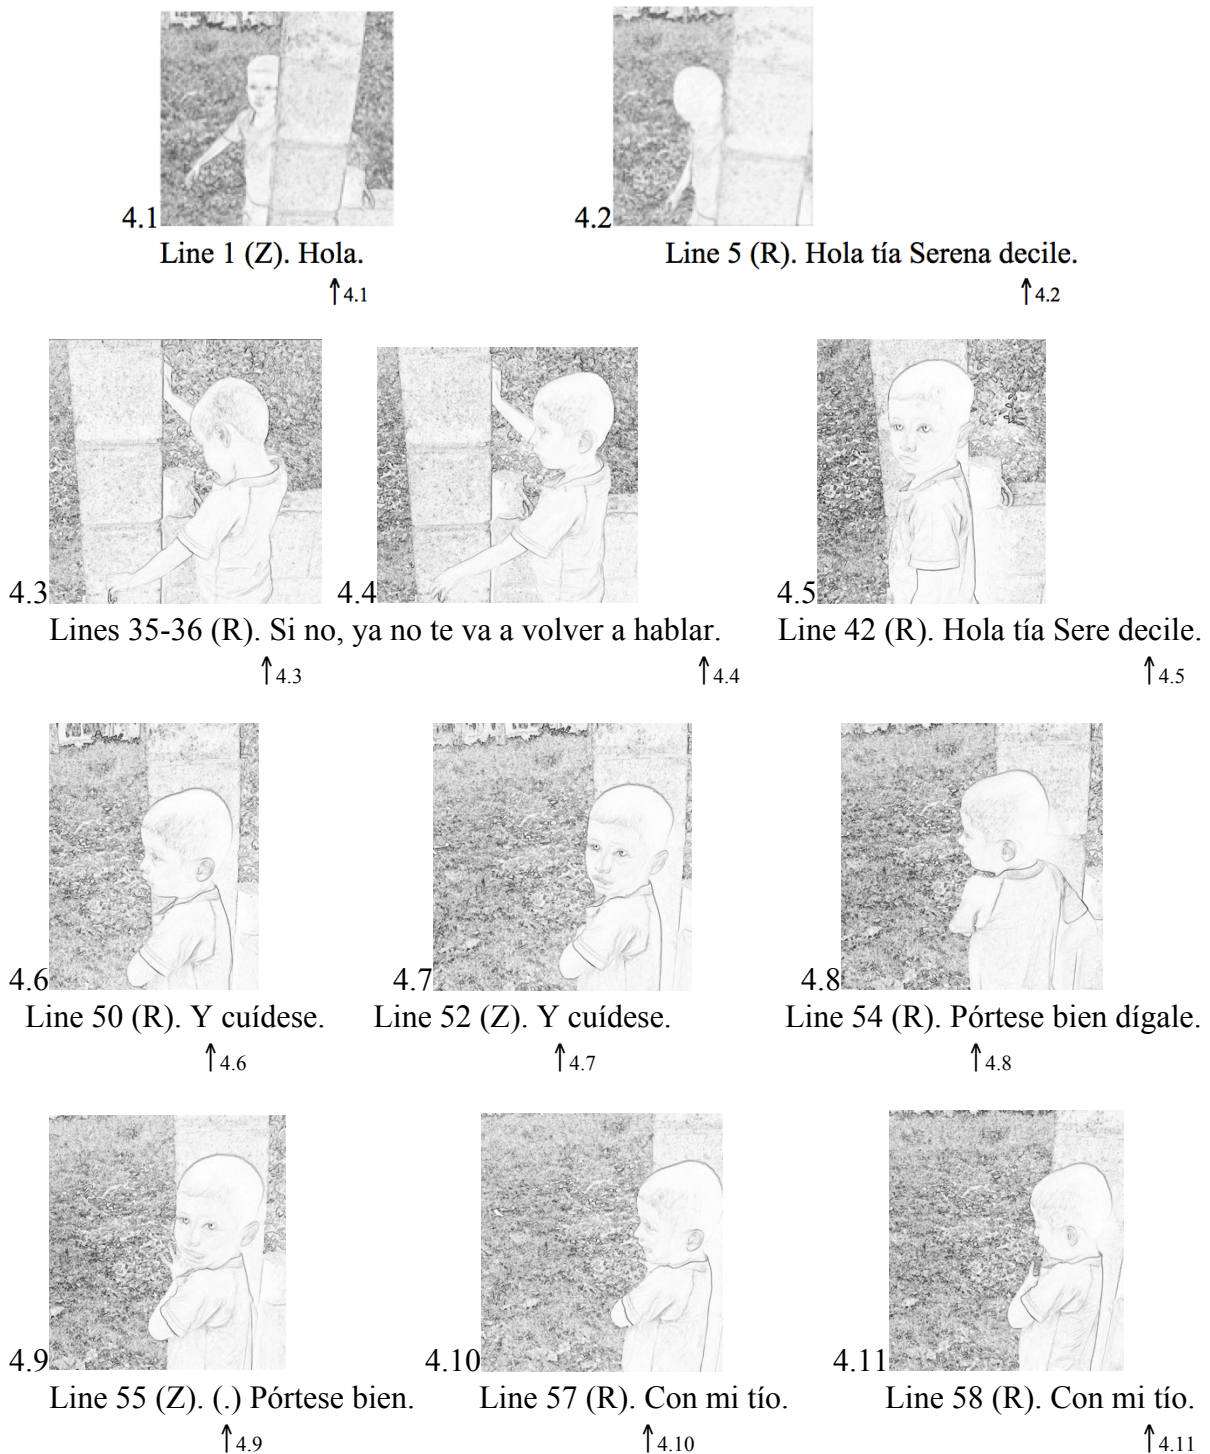 4.1 4.2
Line 1 (Z). Hola. Line 5 (R). Hola tía Serena decile.
↑4.1 ↑4.2
4.3 4.4 4.5
Lines 35-36 (R). Si no, ya no te va a volver a hablar. Line 42 (R). Hola tía Sere decile.
↑4.3 ↑4.4 ↑4.5
4.6 4.7 4.8
Line 50 (R). Y cuídese. Line 52 (Z). Y cuídese. Line 54 (R). Pórtese bien dígale.
↑4.6 ↑4.7 ↑4.8
4.9 4.10 4.11
Line 55 (Z). (.) Pórtese bien. Line 57 (R). Con mi tío. Line 58 (R). Con mi tío.
↑4.9 ↑4.10 ↑4.11